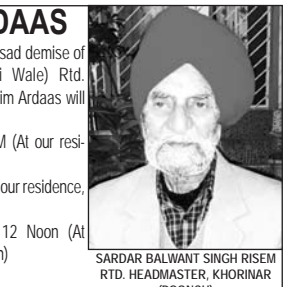 DAAS
sad demise of
i Wale) Rtd.
im Ardaas will
M (At our resi-
our residence,
12 Noon (At
n)
SARDAR BALWANT SINGH RISEM
RTD. HEADMASTER, KHORINAR